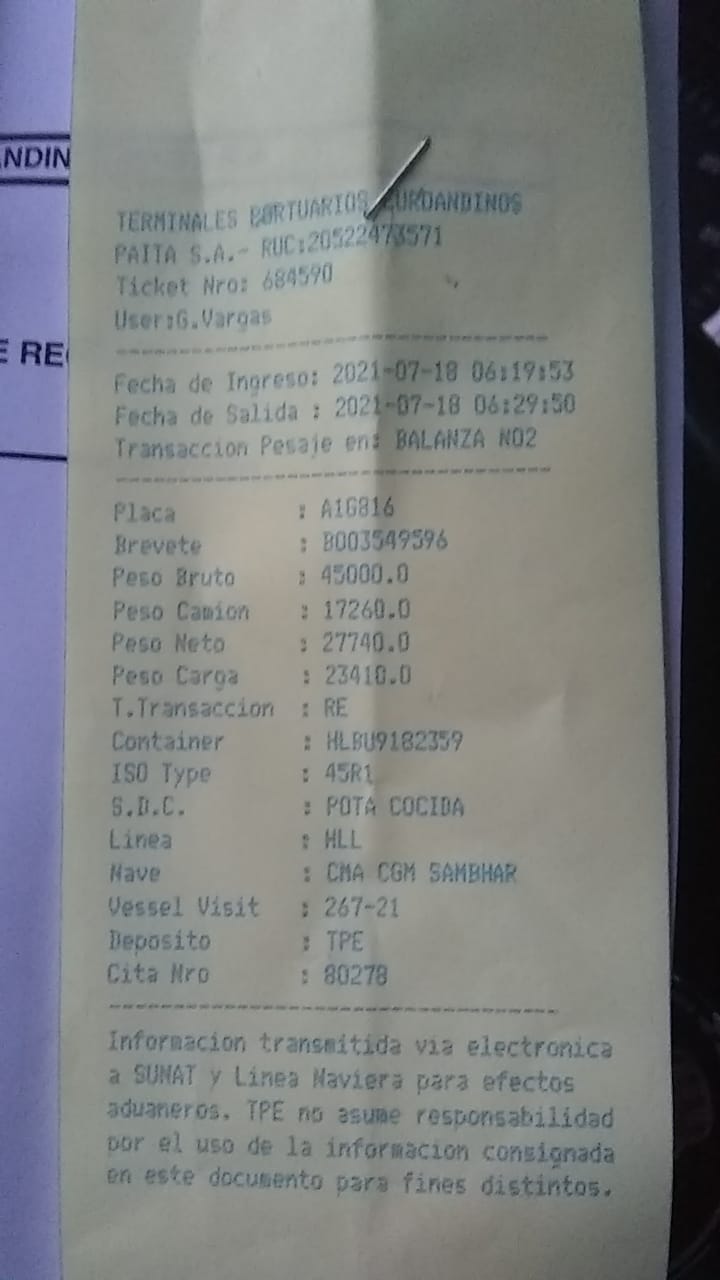 NDIN
E RE
TERMINALES PORTUARIOS EUROANDINOS
PAITA S.A.- RUC:20522473571
Ticket Nro: 684590
User:G.Vargas
Fecha de Ingreso: 2021-07-18 06:19:53
Fecha de Salida : 2021-07-18 06:29:50
Transaccion Pesaje en: BALANZA NO2
Placa : A1G816
Brevete : B003549596
Peso Bruto : 45000.0
Peso Camion : 17260.0
Peso Neto : 27740.0
Peso Carga : 23410.0
T.Transaccion : RE
Container : HLBU9182359
ISO Type : 45R1
S.D.C. : POTA COCIDA
Linea : HLL
Nave : CMA CGM SAMBHAR
Vessel Visit : 267-21
Deposito : TPE
Cita Nro : 80278
Informacion transmitida via electronica
a SUNAT y Linea Naviera para efectos
aduaneros. TPE no asume responsabilidad
por el uso de la informacion consignada
en este documento para fines distintos.